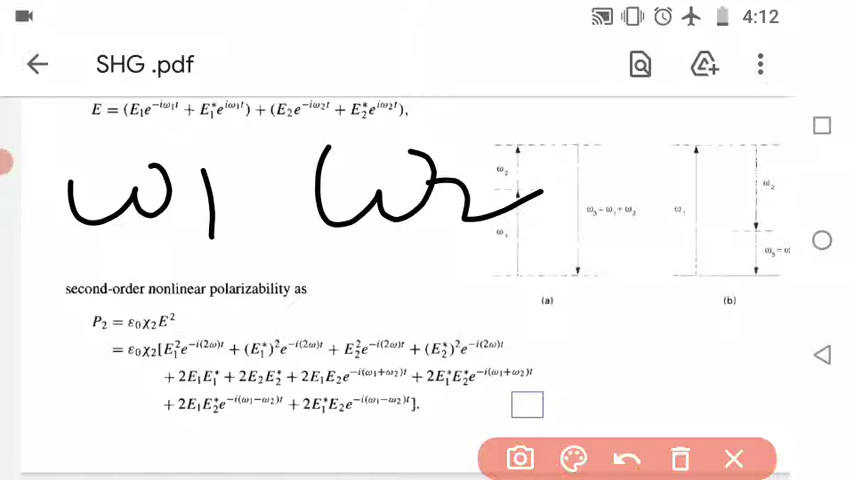 4:12
SHG .pdf
E = (E₁e^{-iω₁t} + E₁*e^{iω₁t}) + (E₂e^{-iω₂t} + E₂*e^{iω₂t}),
ω1 ω2
ω₂
ω₁
ω₃ = ω₁ + ω₂
(a)
ω₁
ω₂
(b)
second-order nonlinear polarizability as
P₂ = ε₀χ₂E²
= ε₀χ₂[E₁²e^{-i(2ω)t} + (E₁*)²e^{-i(2ω)t} + E₂²e^{-i(2ω)t} + (E₂*)²e^{-i(2ω)t}
+ 2E₁E₁* + 2E₂E₂* + 2E₁E₂e^{-i(ω₁+ω₂)t} + 2E₁*E₂*e^{-i(ω₁+ω₂)t}
+ 2E₁E₂*e^{-i(ω₁-ω₂)t} + 2E₁*E₂e^{-i(ω₁-ω₂)t}].